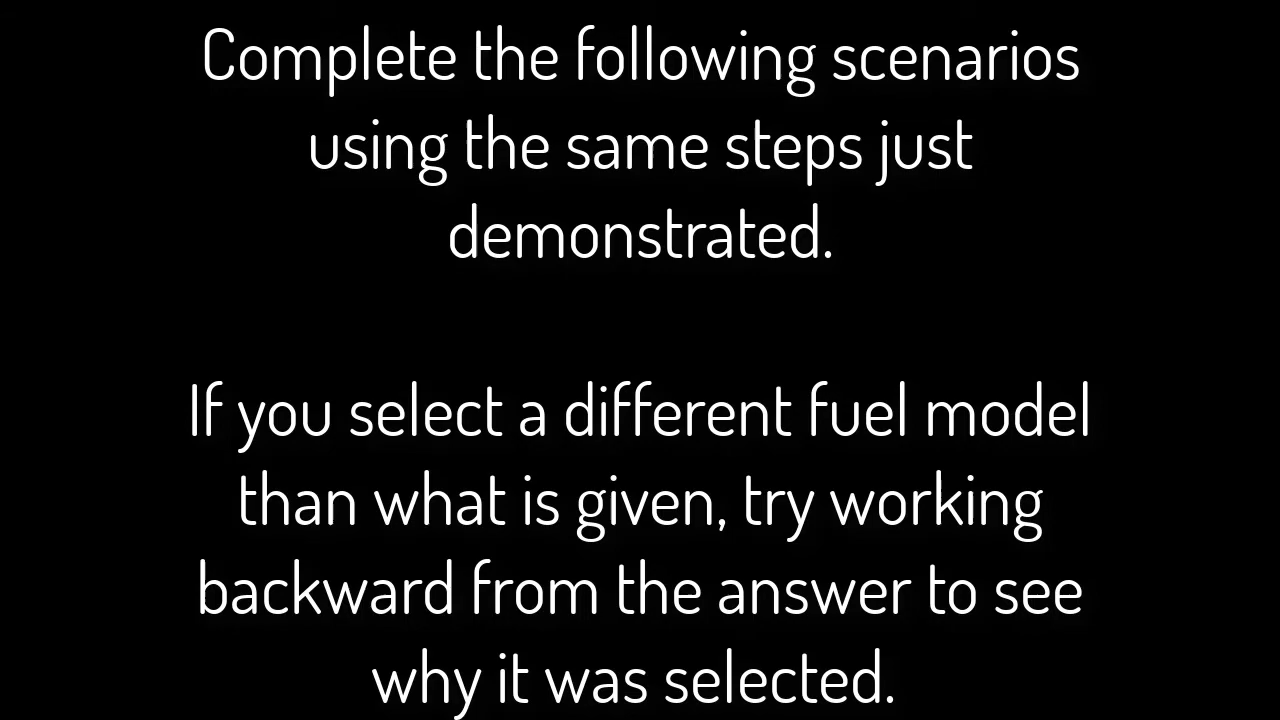 Complete the following scenarios
using the same steps just
demonstrated.
If you select a different fuel model
than what is given, try working
backward from the answer to see
why it was selected.